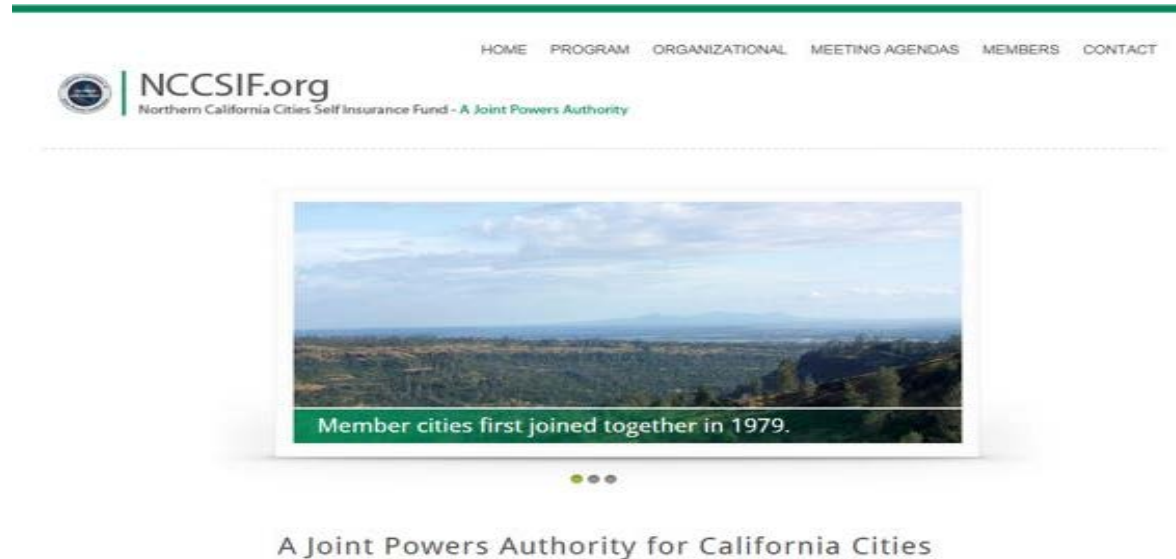 HOME PROGRAM ORGANIZATIONAL MEETING AGENDAS MEMBERS CONTACT
NCCSIF.org
Northern California Cities Self Insurance Fund - A Joint Powers Authority
Member cities first joined together in 1979.
A Joint Powers Authority for California Cities